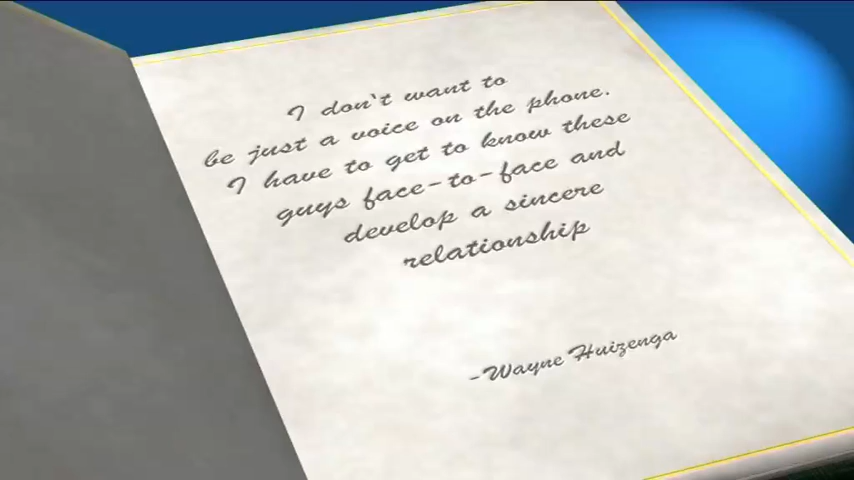 I don't want to
be just a voice on the phone.
I have to get to know these
guys face-to-face and
develop a sincere
relationship
-Wayne Huizenga